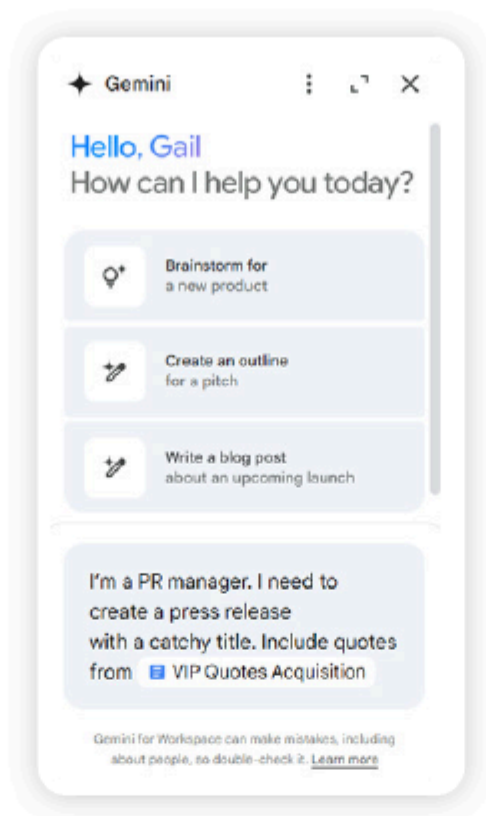 Gemini
Hello, Gail
How can I help you today?
Brainstorm for
a new product
Create an outline
for a pitch
Write a blog post
about an upcoming launch
I'm a PR manager. I need to
create a press release
with a catchy title. Include quotes
from VIP Quotes Acquisition
Gemini for Workspace can make mistakes, including
about people, so double-check it. Learn more